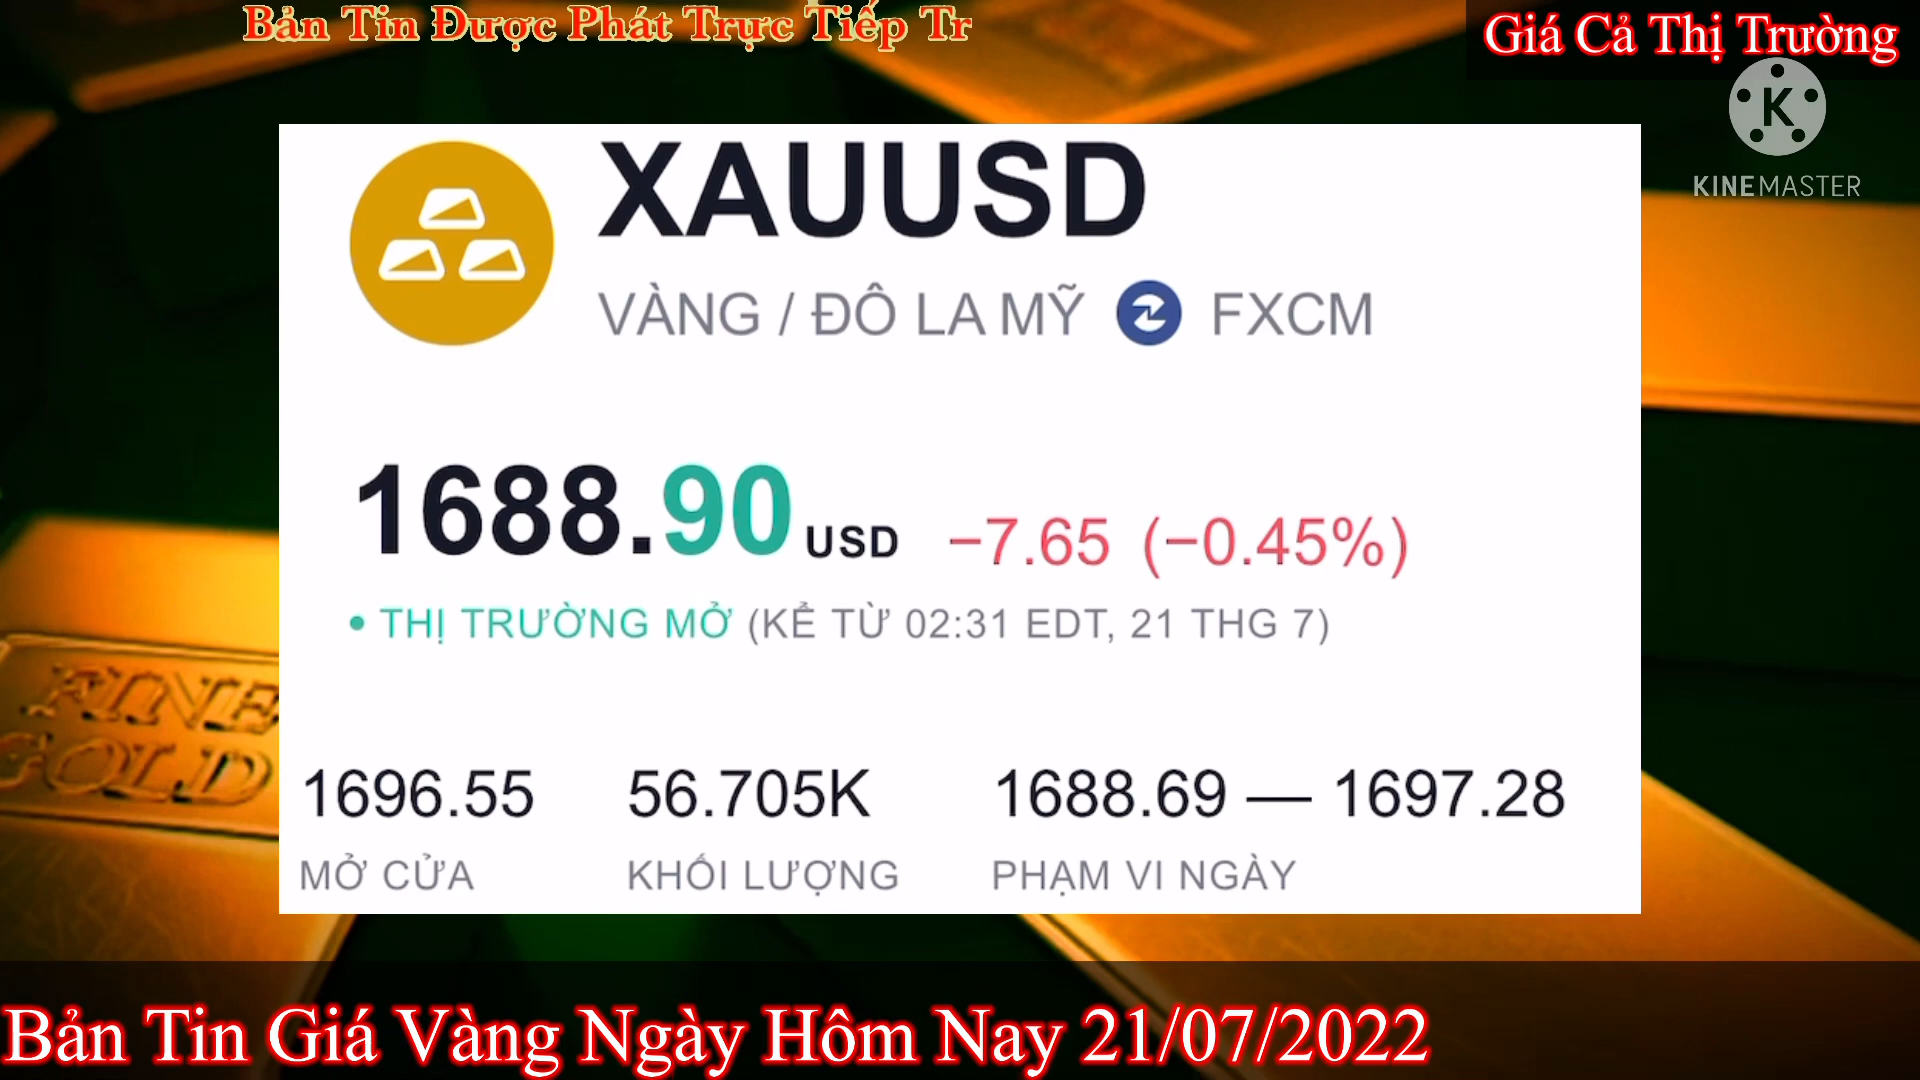 Bản Tin Được Phát Trực Tiếp Tr
Giá Cả Thị Trường
K
KINEMASTER
XAUUSD
VÀNG / ĐÔ LA MỸ FXCM
1688.90 USD −7.65 (−0.45%)
• THỊ TRƯỜNG MỞ (KỂ TỪ 02:31 EDT, 21 THG 7)
1696.55 56.705K 1688.69 — 1697.28
MỞ CỬA KHỐI LƯỢNG PHẠM VI NGÀY
FINE
GOLD
Bản Tin Giá Vàng Ngày Hôm Nay 21/07/2022